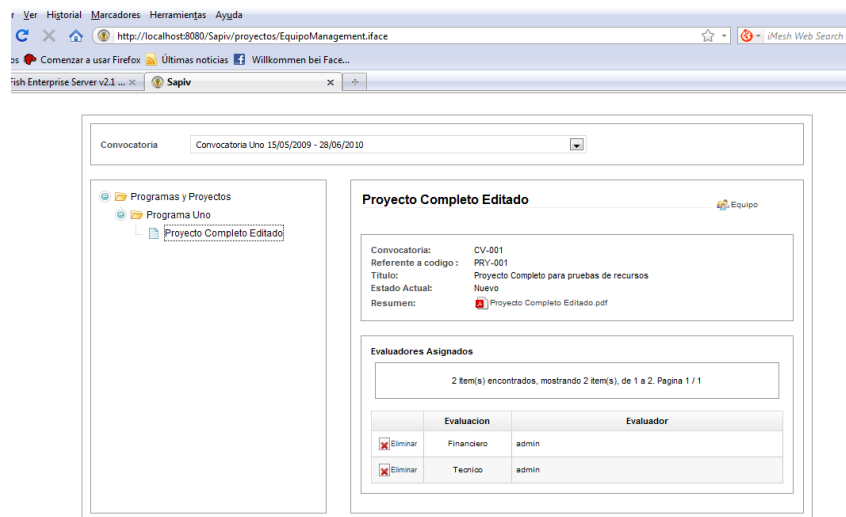 r Ver Historial Marcadores Herramientas Ayuda
http://localhost:8080/Sapiv/proyectos/EquipoManagement.iface
iMesh Web Search
os Comenzar a usar Firefox Últimas noticias Willkommen bei Face...
ish Enterprise Server v2.1 ... Sapiv
Convocatoria Convocatoria Uno 15/05/2009 - 28/06/2010
Programas y Proyectos
Programa Uno
Proyecto Completo Editado
Proyecto Completo Editado
Equipo
Convocatoria: CV-001
Referente a codigo : PRY-001
Titulo: Proyecto Completo para pruebas de recursos
Estado Actual: Nuevo
Resumen: Proyecto Completo Editado.pdf
Evaluadores Asignados
2 Item(s) encontrados, mostrando 2 item(s), de 1 a 2. Pagina 1 / 1
Evaluacion Evaluador
Eliminar Financiero admin
Eliminar Tecnico admin